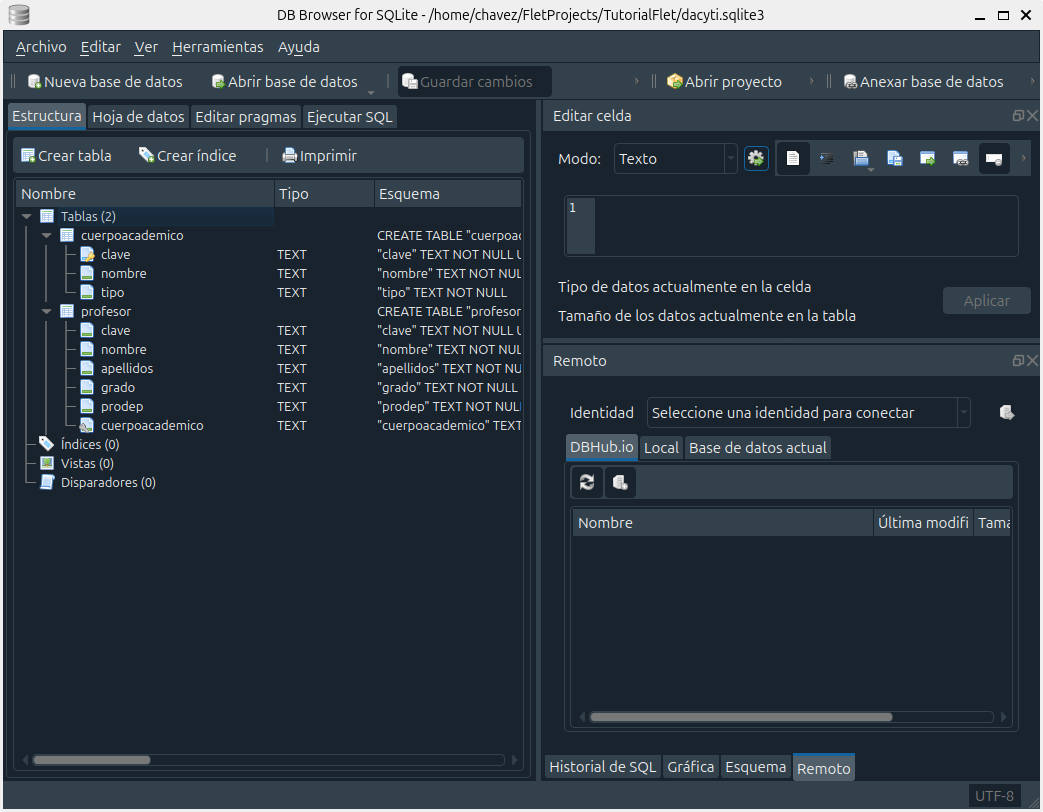 DB Browser for SQLite - /home/chavez/FletProjects/TutorialFlet/dacyti.sqlite3
Archivo Editar Ver Herramientas Ayuda
Nueva base de datos Abrir base de datos Guardar cambios Abrir proyecto Anexar base de datos
Estructura Hoja de datos Editar pragmas Ejecutar SQL
Crear tabla Crear índice Imprimir
Nombre Tipo Esquema
Tablas (2)
cuerpoacademico CREATE TABLE "cuerpoac
clave TEXT "clave" TEXT NOT NULL U
nombre TEXT "nombre" TEXT NOT NUL
tipo TEXT "tipo" TEXT NOT NULL
profesor CREATE TABLE "profesor
clave TEXT "clave" TEXT NOT NULL U
nombre TEXT "nombre" TEXT NOT NUL
apellidos TEXT "apellidos" TEXT NOT NU
grado TEXT "grado" TEXT NOT NULL
prodep TEXT "prodep" TEXT NOT NULL
cuerpoacademico TEXT "cuerpoacademico" TEXT
Índices (0)
Vistas (0)
Disparadores (0)
Editar celda
Modo: Texto
1
Tipo de datos actualmente en la celda
Tamaño de los datos actualmente en la tabla
Aplicar
Remoto
Identidad Seleccione una identidad para conectar
DBHub.io Local Base de datos actual
Nombre Última modifi Tama
Historial de SQL Gráfica Esquema Remoto
UTF-8